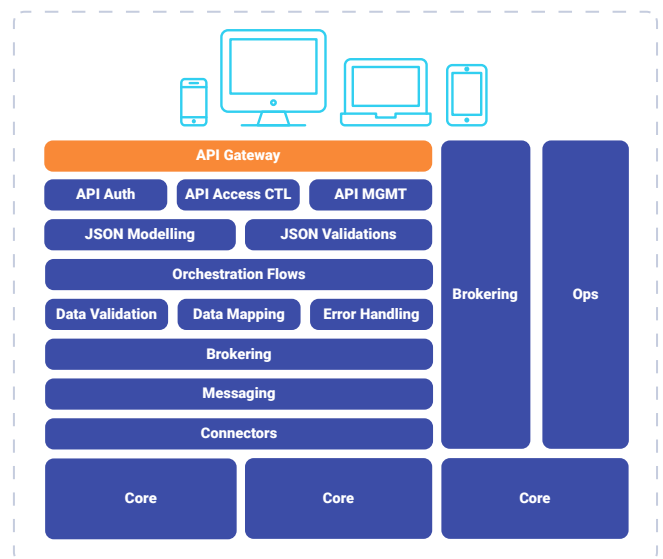 API Gateway
API Auth
API Access CTL
API MGMT
JSON Modelling
JSON Validations
Orchestration Flows
Data Validation
Data Mapping
Error Handling
Brokering
Messaging
Connectors
Brokering
Ops
Core
Core
Core